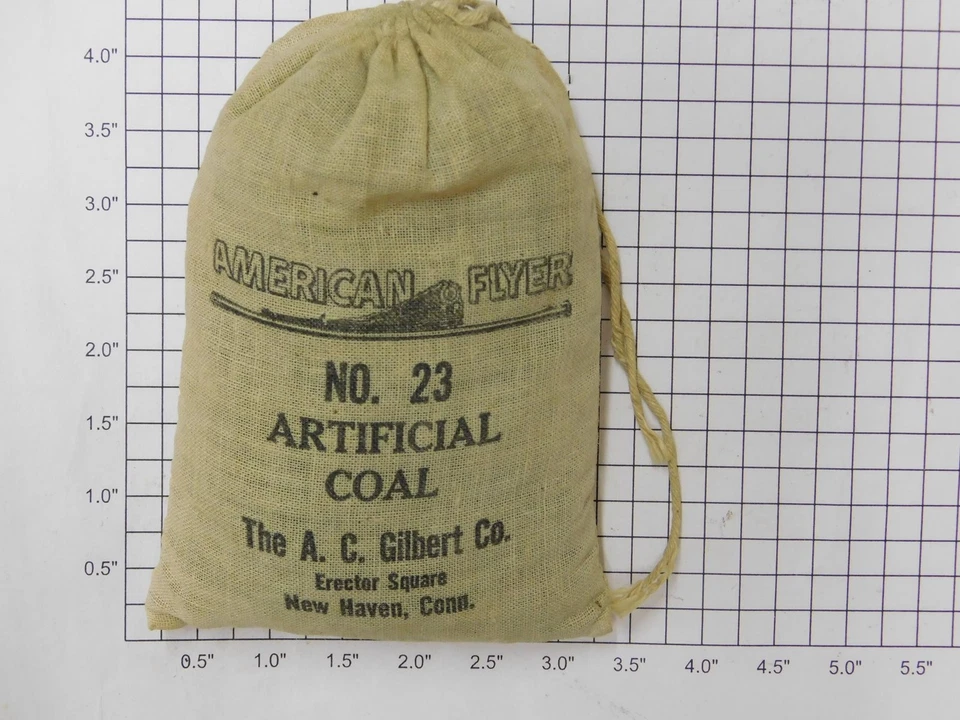 4.0"
3.5"
3.0"
2.5"
2.0"
1.5"
1.0"
0.5"
AMERICAN FLYER
NO. 23
ARTIFICIAL
COAL
The A. C. Gilbert Co.
Erector Square
New Haven, Conn.
0.5" 1.0" 1.5" 2.0" 2.5" 3.0" 3.5" 4.0" 4.5" 5.0" 5.5"